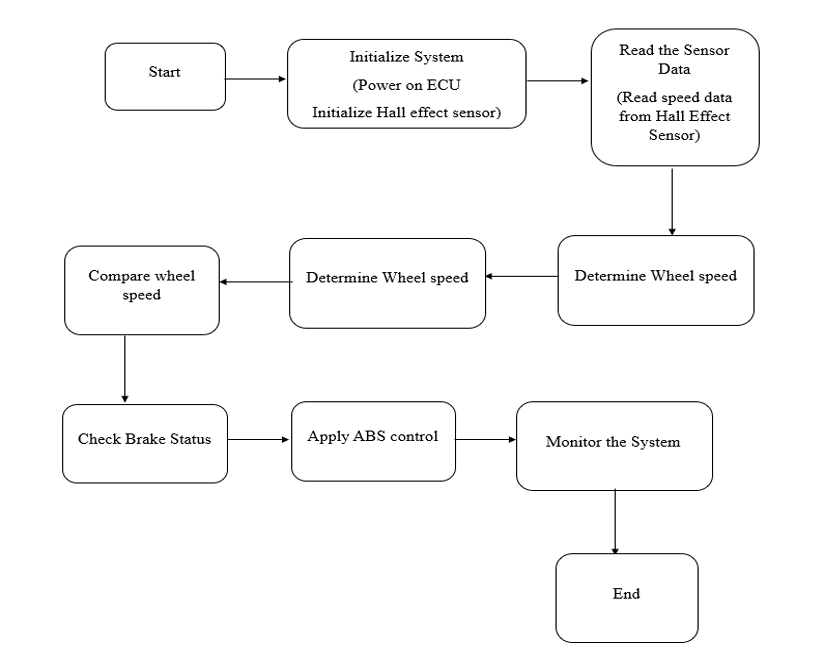 Start
Initialize System
(Power on ECU
Initialize Hall effect sensor)
Read the Sensor
Data
(Read speed data
from Hall Effect
Sensor)
Determine Wheel speed
Determine Wheel speed
Compare wheel
speed
Check Brake Status
Apply ABS control
Monitor the System
End